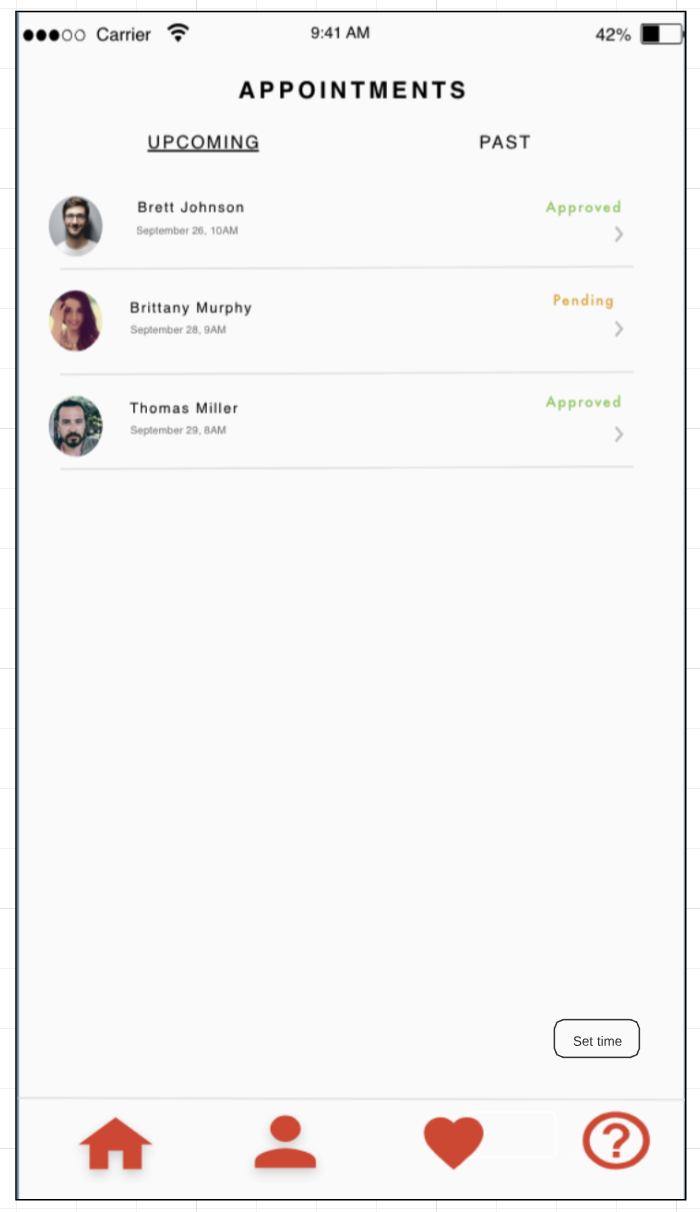 Carrier 9:41 AM 42%
APPOINTMENTS
UPCOMING PAST
Brett Johnson Approved
September 26, 10AM
Brittany Murphy Pending
September 28, 9AM
Thomas Miller Approved
September 29, 8AM
Set time
?